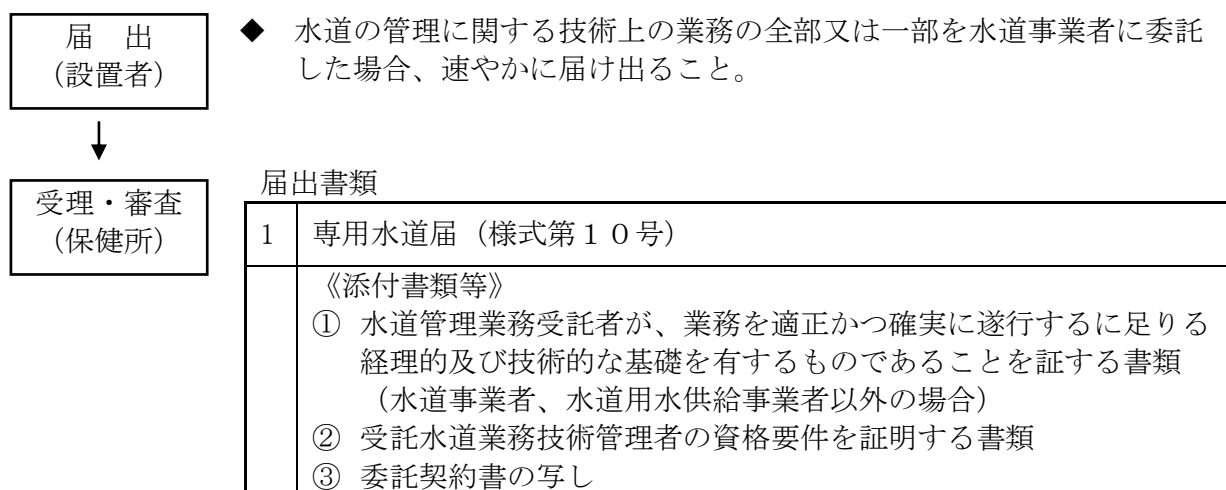 届　出
（設置者）
◆　水道の管理に関する技術上の業務の全部又は一部を水道事業者に委託
した場合、速やかに届け出ること。
↓
受理・審査
（保健所）
届出書類
1　専用水道届（様式第１０号）
《添付書類等》
① 水道管理業務受託者が、業務を適正かつ確実に遂行するに足りる
経理的及び技術的な基礎を有するものであることを証する書類
（水道事業者、水道用水供給事業者以外の場合）
② 受託水道業務技術管理者の資格要件を証明する書類
③ 委託契約書の写し